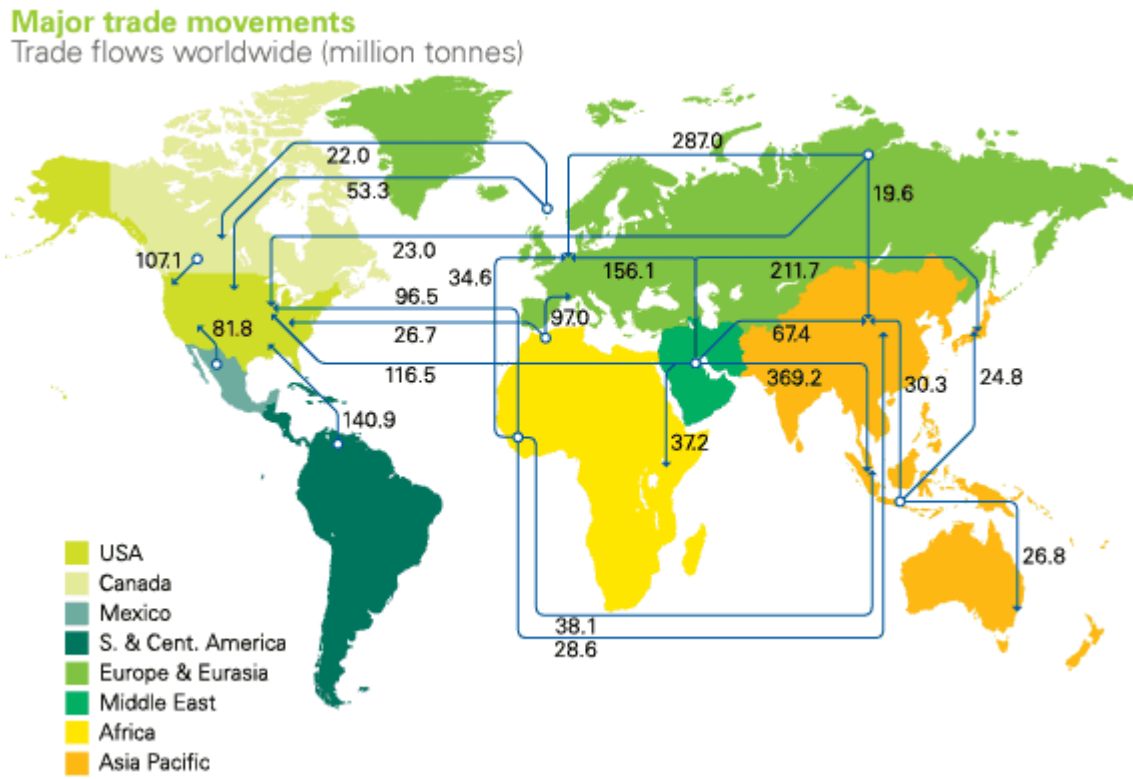 Major trade movements
Trade flows worldwide (million tonnes)
22.0
287.0
53.3
19.6
23.0
107.1
34.6
156.1
211.7
96.5
97.0
81.8
26.7
67.4
116.5
369.2
30.3
24.8
140.9
37.2
26.8
38.1
28.6
USA
Canada
Mexico
S. & Cent. America
Europe & Eurasia
Middle East
Africa
Asia Pacific